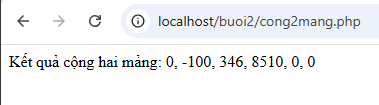 localhost/buoi2/cong2mang.php
Kết quả cộng hai mảng: 0, -100, 346, 8510, 0, 0